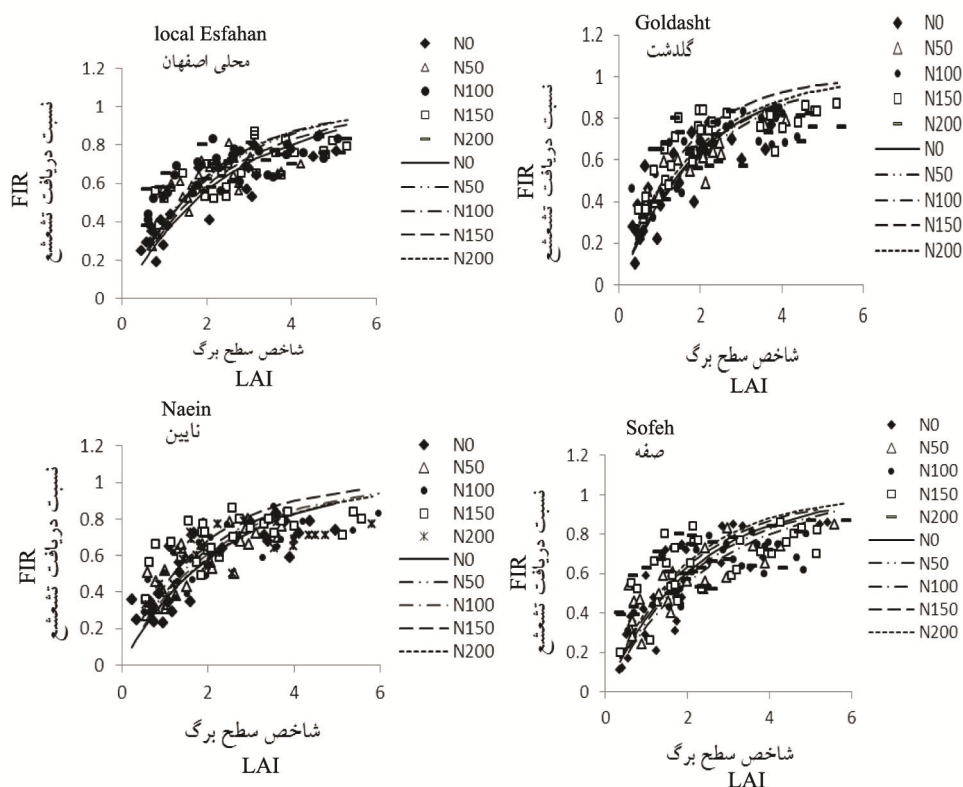 local Esfahan
محلی اصفهان
N0
N50
N100
N150
N200
N0
N50
N100
N150
N200
1.2
1
0.8
0.6
0.4
0.2
0
FIR
نسبت دریافت تشعشع
0
2
4
6
شاخص سطح برگ
LAI
Goldasht
گلدشت
N0
N50
N100
N150
N200
N0
N50
N100
N150
N200
1.2
1
0.8
0.6
0.4
0.2
0
FIR
نسبت دریافت تشعشع
0
2
4
6
شاخص سطح برگ
LAI
Naein
نایین
N0
N50
N100
N150
N200
N0
N50
N100
N150
N200
1.2
1
0.8
0.6
0.4
0.2
0
FIR
نسبت دریافت تشعشع
0
2
4
6
شاخص سطح برگ
LAI
Sofeh
صفه
N0
N50
N100
N150
N200
N0
N50
N100
N150
N200
1.2
1
0.8
0.6
0.4
0.2
0
FIR
نسبت دریافت تشعشع
0
2
4
6
شاخص سطح برگ
LAI